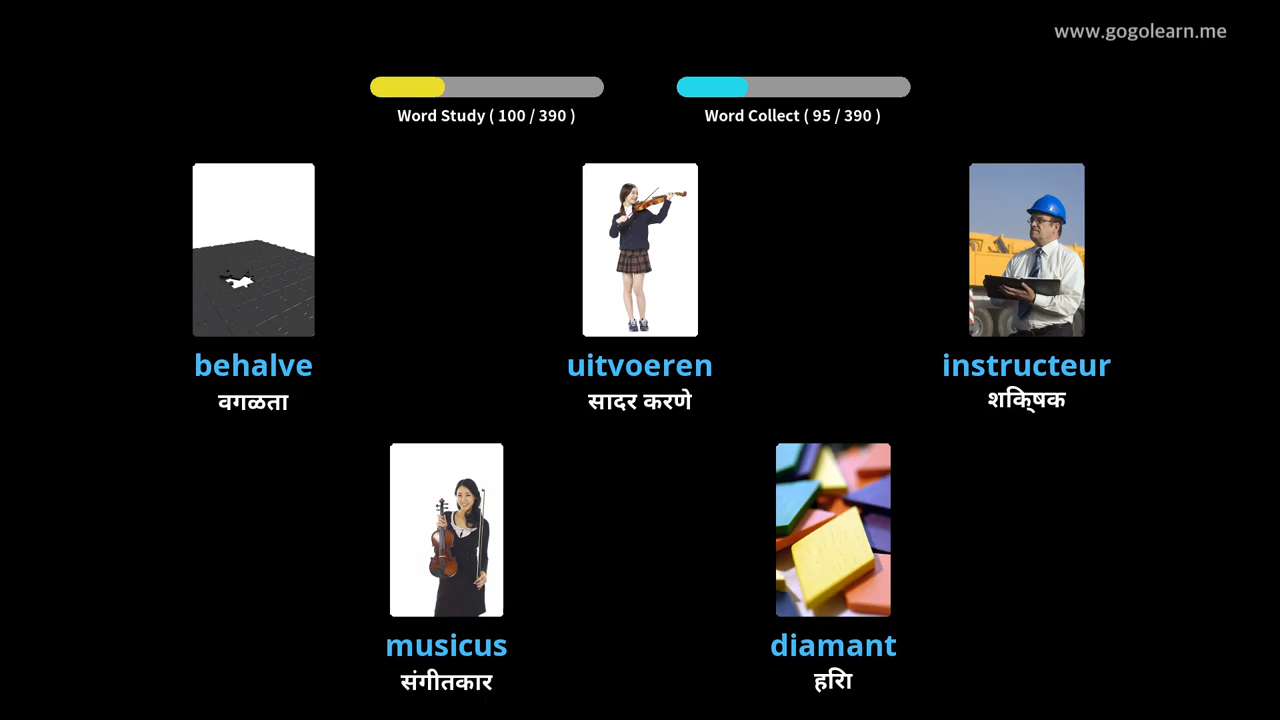 www.gogolearn.me
Word Study ( 100 / 390 )
Word Collect ( 95 / 390 )
behalve
वगळता
uitvoeren
सादर करणे
instructeur
शक्षिक
musicus
संगीतकार
diamant
हिरा